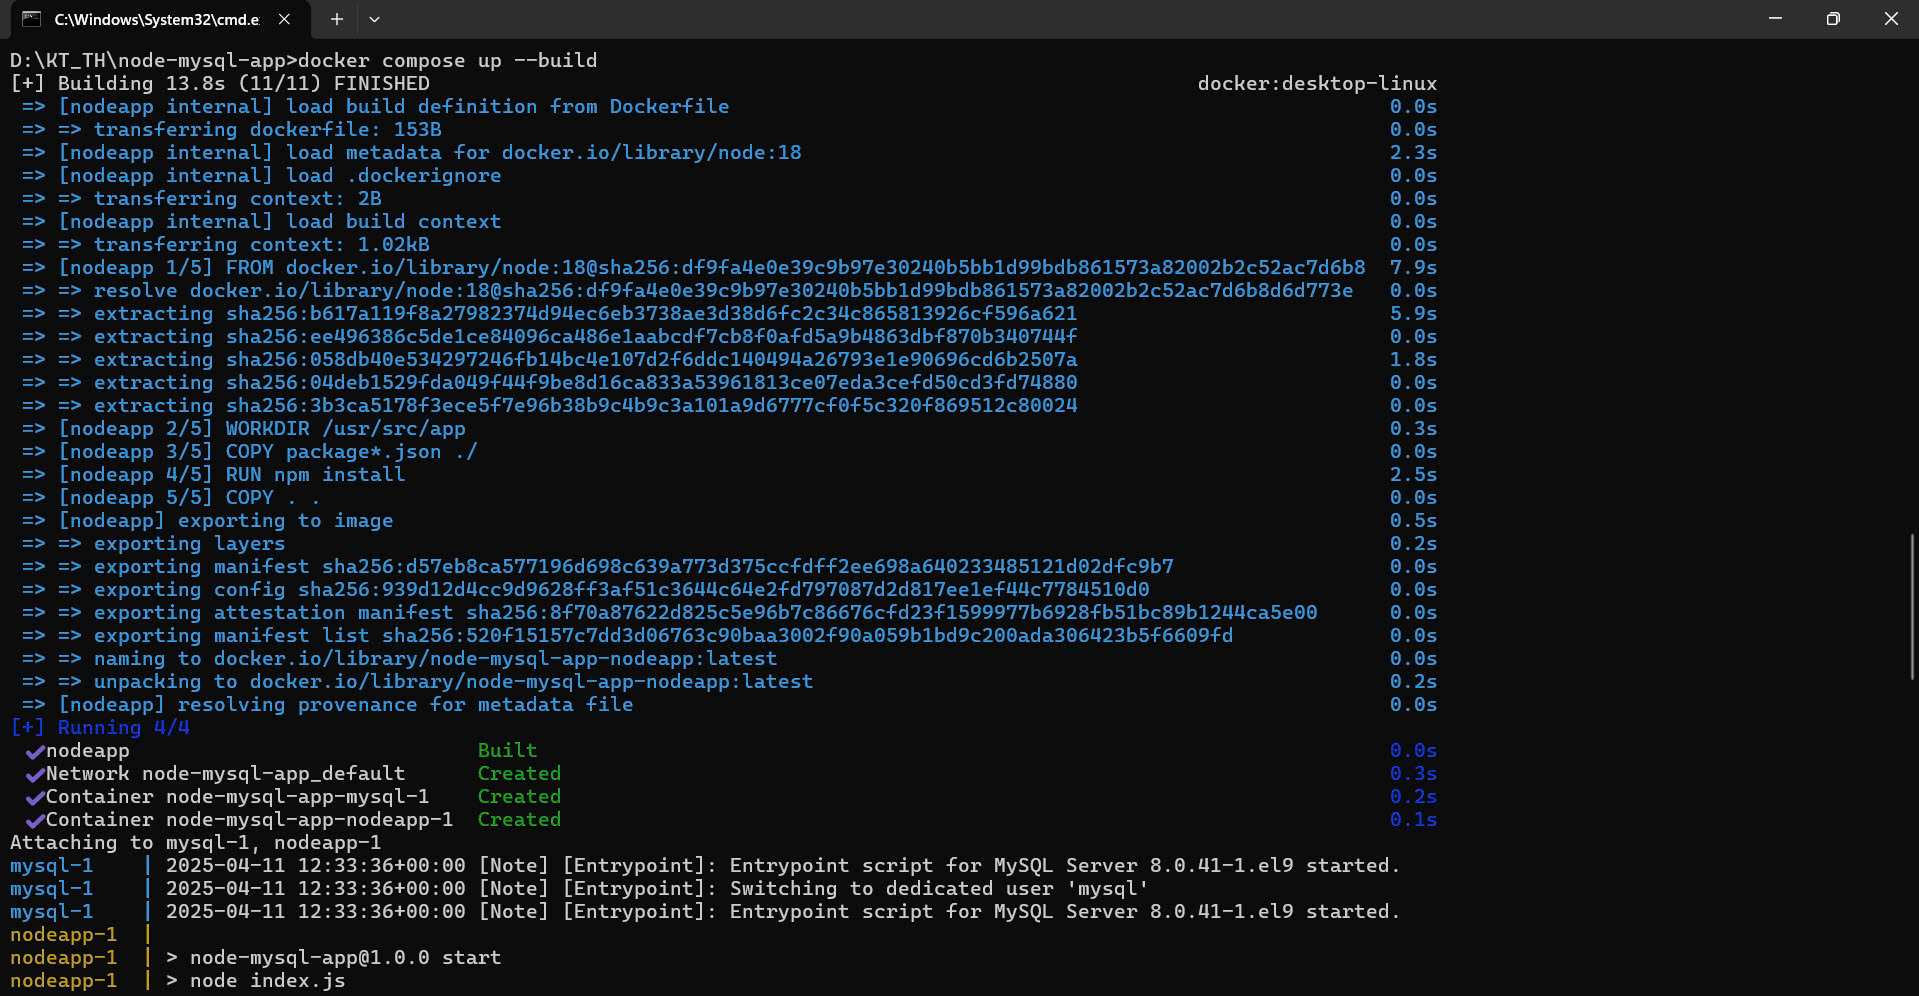 C:\Windows\System32\cmd.e
D:\KT_TH\node-mysql-app>docker compose up --build
[+] Building 13.8s (11/11) FINISHED docker:desktop-linux
=> [nodeapp internal] load build definition from Dockerfile 0.0s
=> => transferring dockerfile: 153B 0.0s
=> [nodeapp internal] load metadata for docker.io/library/node:18 2.3s
=> [nodeapp internal] load .dockerignore 0.0s
=> => transferring context: 2B 0.0s
=> [nodeapp internal] load build context 0.0s
=> => transferring context: 1.02kB 0.0s
=> [nodeapp 1/5] FROM docker.io/library/node:18@sha256:df9fa4e0e39c9b97e30240b5bb1d99bdb861573a82002b2c52ac7d6b8 7.9s
=> => resolve docker.io/library/node:18@sha256:df9fa4e0e39c9b97e30240b5bb1d99bdb861573a82002b2c52ac7d6b8d6d773e 0.0s
=> => extracting sha256:b617a119f8a27982374d94ec6eb3738ae3d38d6fc2c34c865813926cf596a621 5.9s
=> => extracting sha256:ee496386c5de1ce84096ca486e1aabcdf7cb8f0afd5a9b4863dbf870b340744f 0.0s
=> => extracting sha256:058db40e534297246fb14bc4e107d2f6ddc140494a26793e1e90696cd6b2507a 1.8s
=> => extracting sha256:04deb1529fda049f44f9be8d16ca833a53961813ce07eda3cefd50cd3fd74880 0.0s
=> => extracting sha256:3b3ca5178f3ece5f7e96b38b9c4b9c3a101a9d6777cf0f5c320f869512c80024 0.0s
=> [nodeapp 2/5] WORKDIR /usr/src/app 0.3s
=> [nodeapp 3/5] COPY package*.json ./ 0.0s
=> [nodeapp 4/5] RUN npm install 2.5s
=> [nodeapp 5/5] COPY . . 0.0s
=> [nodeapp] exporting to image 0.5s
=> => exporting layers 0.2s
=> => exporting manifest sha256:d57eb8ca577196d698c639a773d375ccfdff2ee698a640233485121d02dfc9b7 0.0s
=> => exporting config sha256:939d12d4cc9d9628ff3af51c3644c64e2fd797087d2d817ee1ef44c7784510d0 0.0s
=> => exporting attestation manifest sha256:8f70a87622d825c5e96b7c86676cfd23f1599977b6928fb51bc89b1244ca5e00 0.0s
=> => exporting manifest list sha256:520f15157c7dd3d06763c90baa3002f90a059b1bd9c200ada306423b5f6609fd 0.0s
=> => naming to docker.io/library/node-mysql-app-nodeapp:latest 0.0s
=> => unpacking to docker.io/library/node-mysql-app-nodeapp:latest 0.2s
=> [nodeapp] resolving provenance for metadata file 0.0s
[+] Running 4/4
✔nodeapp Built 0.0s
✔Network node-mysql-app_default Created 0.3s
✔Container node-mysql-app-mysql-1 Created 0.2s
✔Container node-mysql-app-nodeapp-1 Created 0.1s
Attaching to mysql-1, nodeapp-1
mysql-1 | 2025-04-11 12:33:36+00:00 [Note] [Entrypoint]: Entrypoint script for MySQL Server 8.0.41-1.el9 started.
mysql-1 | 2025-04-11 12:33:36+00:00 [Note] [Entrypoint]: Switching to dedicated user 'mysql'
mysql-1 | 2025-04-11 12:33:36+00:00 [Note] [Entrypoint]: Entrypoint script for MySQL Server 8.0.41-1.el9 started.
nodeapp-1 |
nodeapp-1 | > node-mysql-app@1.0.0 start
nodeapp-1 | > node index.js